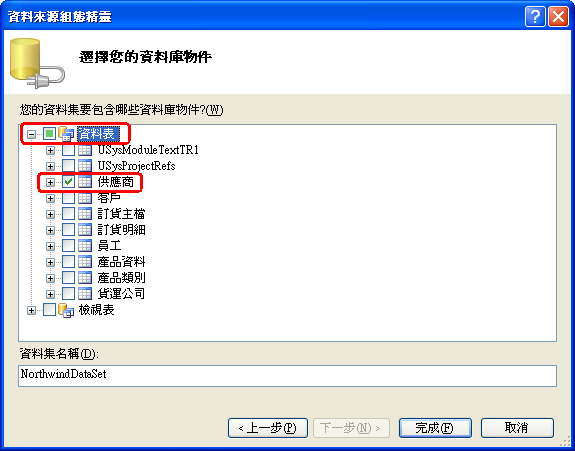 資料來源組態精靈
選擇您的資料庫物件
您的資料集要包含哪些資料庫物件?(W)
資料表
USysModuleTextTR1
USysProjectRefs
供應商
客戶
訂貨主檔
訂貨明細
員工
產品資料
產品類別
貨運公司
檢視表
資料集名稱(D):
NorthwindDataSet
< 上一步(P) 下一步(N) > 完成(F) 取消